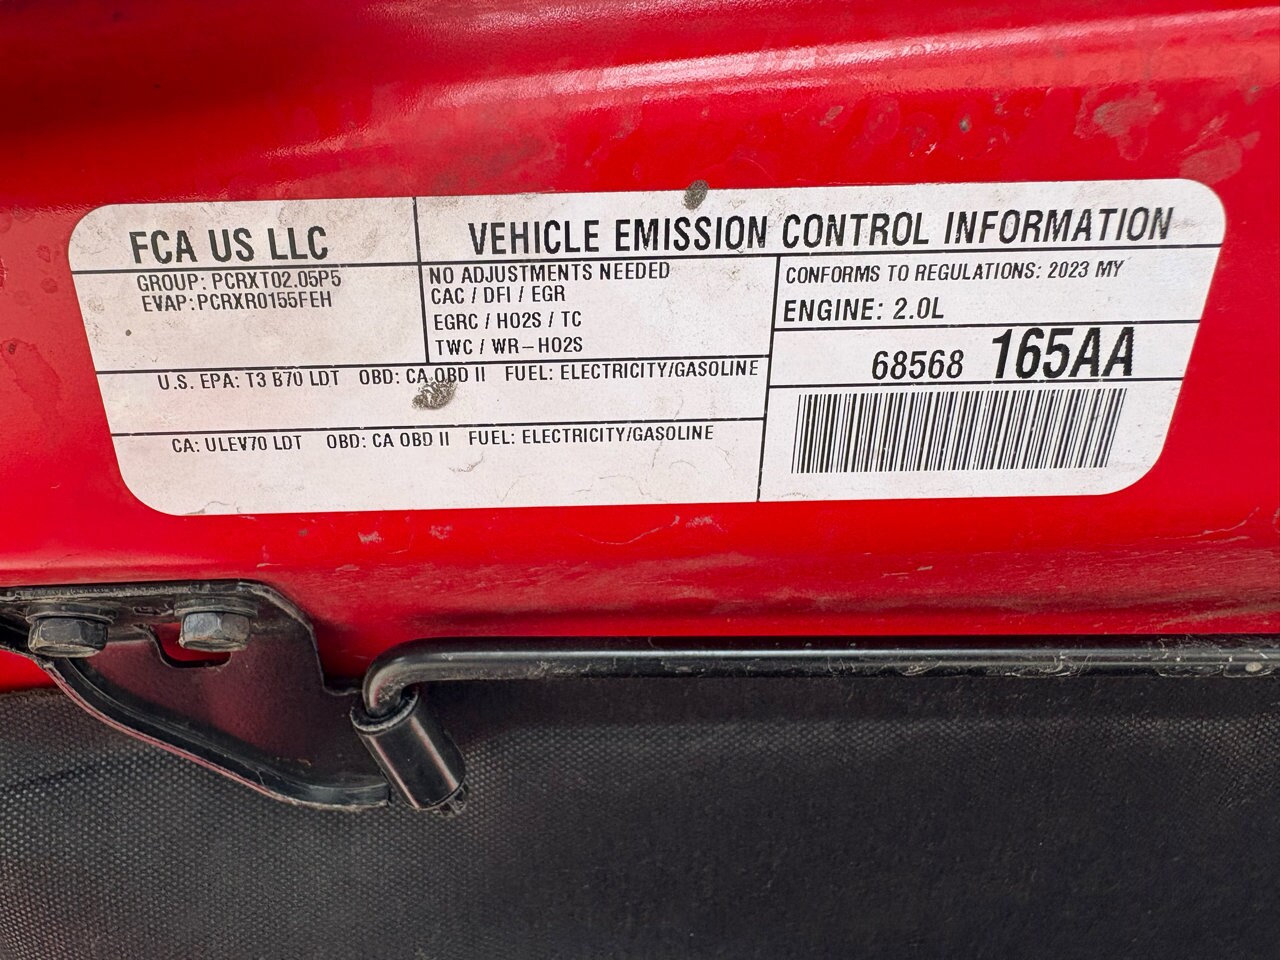 FCA US LLC
VEHICLE EMISSION CONTROL INFORMATION
GROUP: PCRXT02.05P5
EVAP:PCRXR0155FEH
NO ADJUSTMENTS NEEDED
CAC / DFI / EGR
EGRC / HO2S / TC
TWC / WR-HO2S
CONFORMS TO REGULATIONS: 2023 MY
ENGINE: 2.0L
68568 165AA
U.S. EPA: T3 B70 LDT OBD: CA OBD II FUEL: ELECTRICITY/GASOLINE
CA: ULEV70 LDT OBD: CA OBD II FUEL: ELECTRICITY/GASOLINE